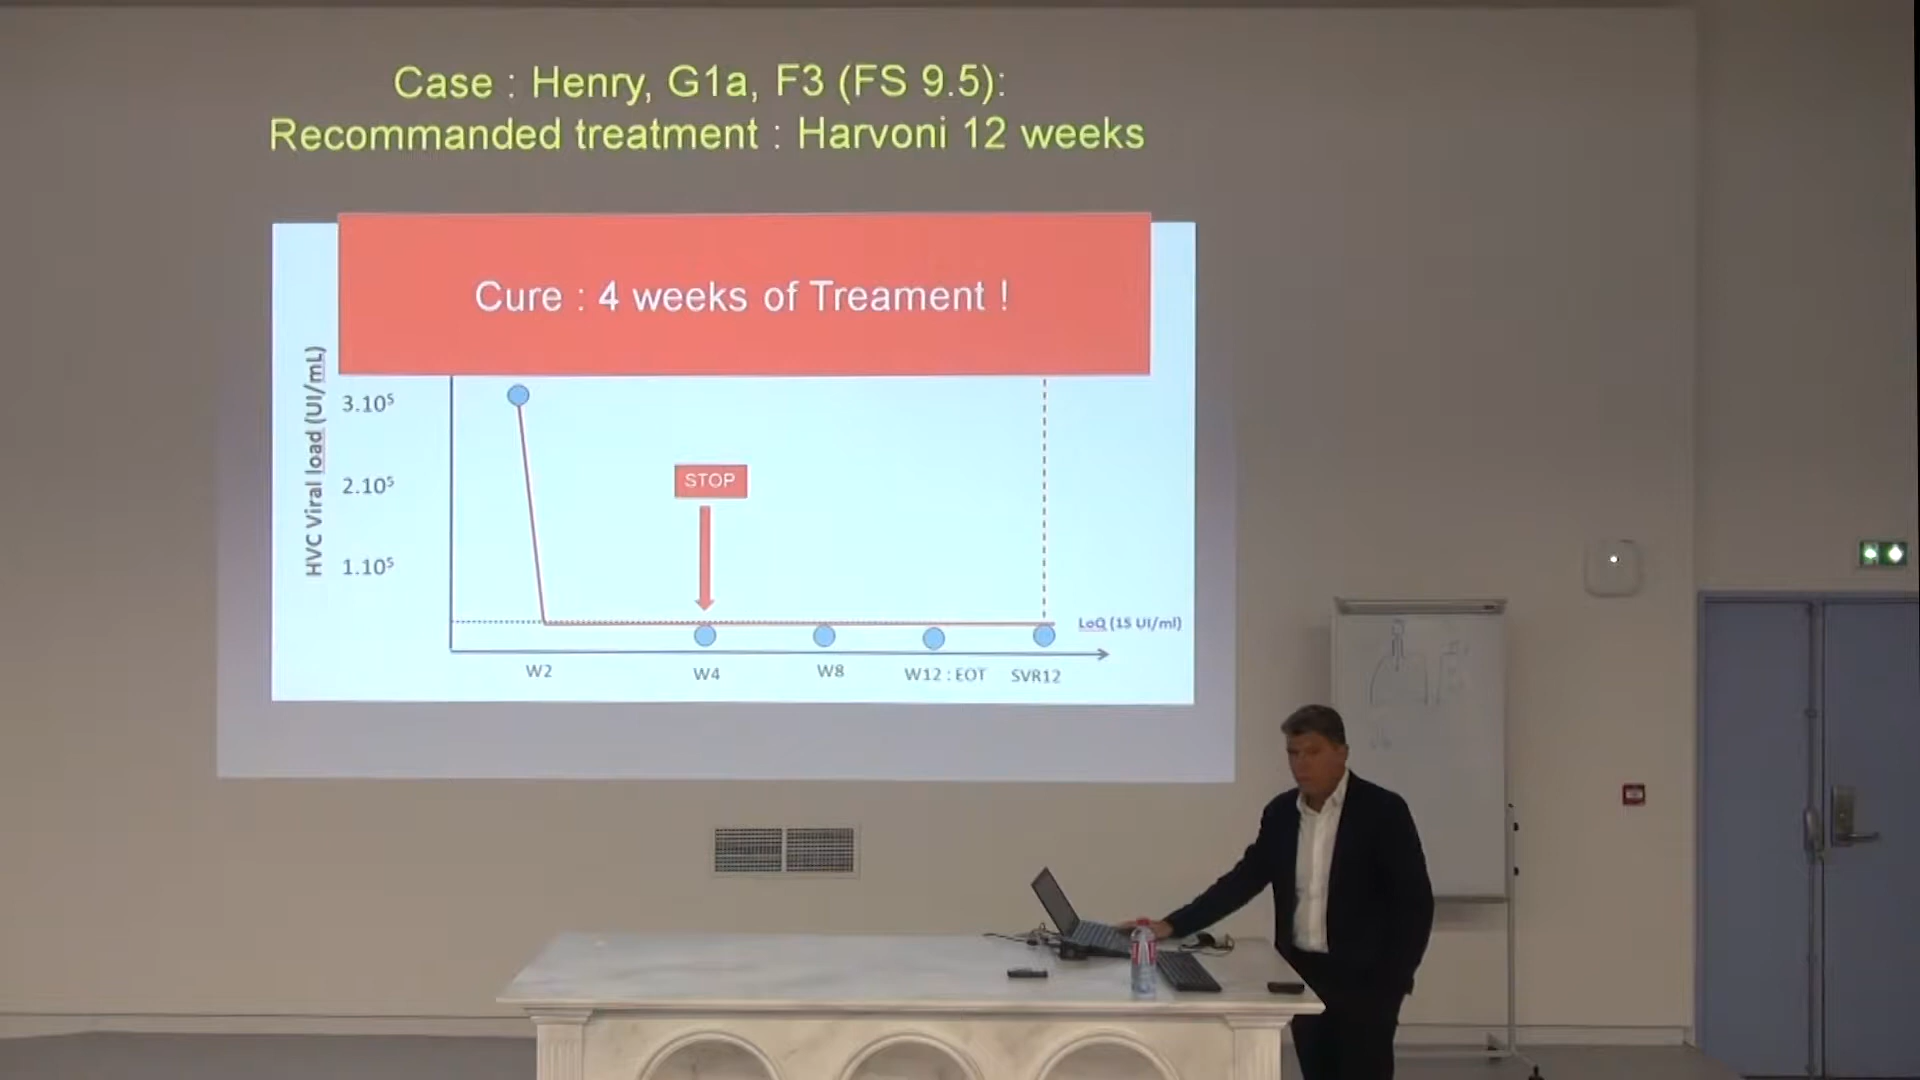 Case : Henry, G1a, F3 (FS 9.5):
Recommanded treatment : Harvoni 12 weeks
Cure : 4 weeks of Treament !
HVC Viral load (UI/mL)
3.10⁵
2.10⁵
1.10⁵
STOP
LoQ (15 UI/ml)
W2
W4
W8
W12 : EOT
SVR12